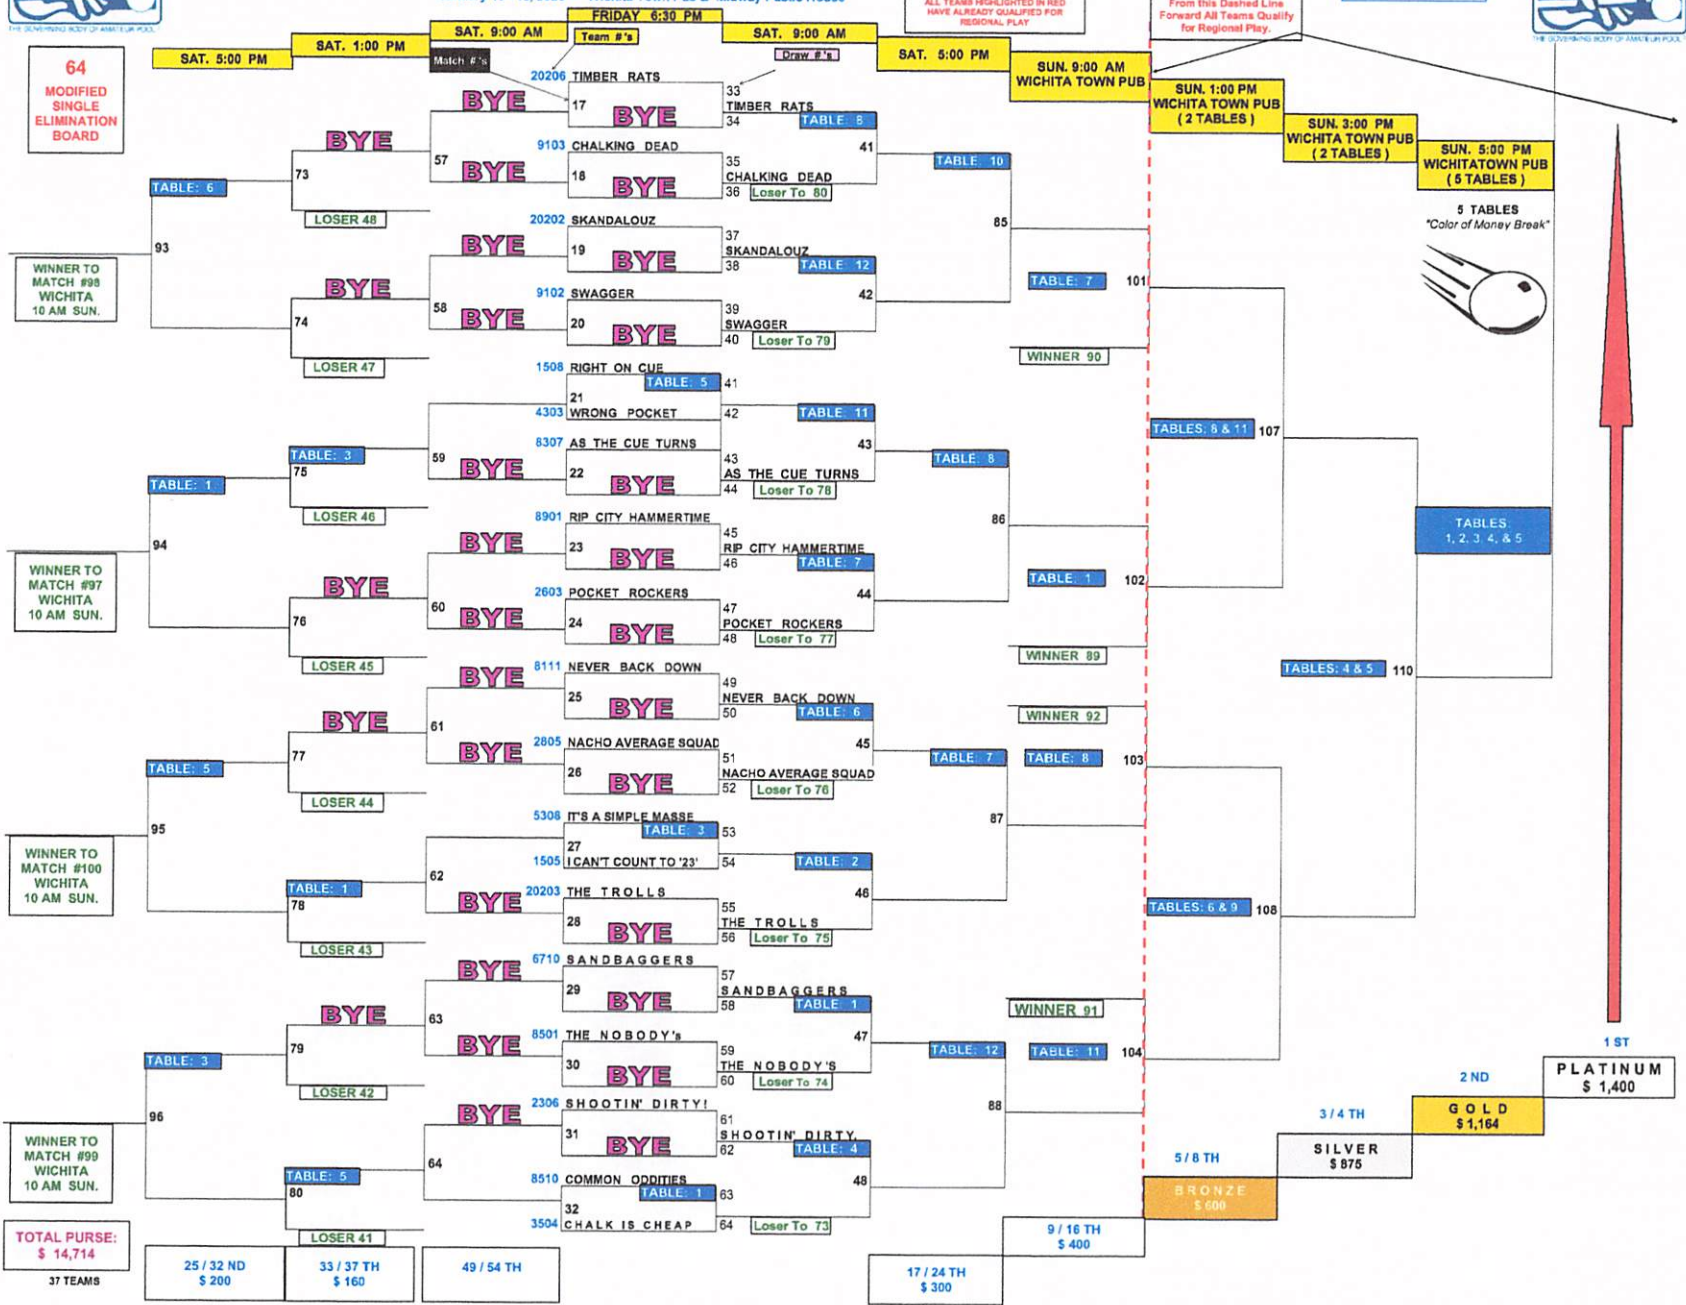 THE GOVERNING BODY OF AMATEUR POOL
ALL TEAMS HIGHLIGHTED IN RED
HAVE ALREADY QUALIFIED FOR
REGIONAL PLAY
From this Dashed Line
Forward All Teams Qualify
for Regional Play.
THE GOVERNING BODY OF AMATEUR POOL
64
MODIFIED
SINGLE
ELIMINATION
BOARD
SAT. 5:00 PM
SAT. 1:00 PM
SAT. 9:00 AM
FRIDAY 6:30 PM
SAT. 9:00 AM
SAT. 5:00 PM
SUN. 9:00 AM
WICHITA TOWN PUB
SUN. 1:00 PM
WICHITA TOWN PUB
( 2 TABLES )
SUN. 3:00 PM
WICHITA TOWN PUB
( 2 TABLES )
SUN. 5:00 PM
WICHITATOWN PUB
( 5 TABLES )
Match #'s
Team #'s
Draw #'s
5 TABLES
"Color of Money Break"
TABLE: 6
93
WINNER TO
MATCH #98
WICHITA
10 AM SUN.
TABLE: 1
94
WINNER TO
MATCH #97
WICHITA
10 AM SUN.
TABLE: 5
95
WINNER TO
MATCH #100
WICHITA
10 AM SUN.
TABLE: 3
96
WINNER TO
MATCH #99
WICHITA
10 AM SUN.
BYE
73
LOSER 48
BYE
74
LOSER 47
TABLE: 3
75
LOSER 46
BYE
76
LOSER 45
BYE
77
LOSER 44
TABLE: 1
78
LOSER 43
BYE
79
LOSER 42
TABLE: 5
80
LOSER 41
BYE
57
BYE
BYE
58
BYE
59
BYE
BYE
60
BYE
BYE
61
BYE
62
BYE
BYE
63
BYE
BYE
64
20206 TIMBER RATS
17 BYE
33
TIMBER RATS
34
TABLE: 8
9103 CHALKING DEAD
18 BYE
35
CHALKING DEAD
36 Loser To 80
41
20202 SKANDALOUZ
19 BYE
37
SKANDALOUZ
38
TABLE: 12
9102 SWAGGER
20 BYE
39
SWAGGER
40 Loser To 79
42
1508 RIGHT ON CUE
TABLE: 5 41
21
4303 WRONG POCKET
42
TABLE: 11
8307 AS THE CUE TURNS
22 BYE
43
AS THE CUE TURNS
44 Loser To 78
43
8901 RIP CITY HAMMERTIME
23 BYE
45
RIP CITY HAMMERTIME
46
TABLE: 7
2603 POCKET ROCKERS
24 BYE
47
POCKET ROCKERS
48 Loser To 77
44
8111 NEVER BACK DOWN
25 BYE
49
NEVER BACK DOWN
50
TABLE: 6
2805 NACHO AVERAGE SQUAD
26 BYE
51
NACHO AVERAGE SQUAD
52 Loser To 76
45
5308 IT'S A SIMPLE MASSE
TABLE: 3 53
27
1505 I CAN'T COUNT TO '23'
54
TABLE: 2
20203 THE TROLLS
28 BYE
55
THE TROLLS
56 Loser To 75
46
6710 SANDBAGGERS
29 BYE
57
SANDBAGGERS
58
TABLE: 1
8501 THE NOBODY's
30 BYE
59
THE NOBODY'S
60 Loser To 74
47
2306 SHOOTIN' DIRTY!
31 BYE
61
SHOOTIN' DIRTY
62
TABLE: 4
8510 COMMON ODDITIES
TABLE: 1 63
32
3504 CHALK IS CHEAP
64 Loser To 73
48
TABLE: 10
85
TABLE: 8
86
TABLE: 7
87
TABLE: 12
88
TABLE: 7 101
WINNER 90
TABLE: 1 102
WINNER 89
WINNER 92
TABLE: 8 103
WINNER 91
TABLE: 11 104
TABLES: 8 & 11 107
TABLES: 6 & 9 108
TABLES: 4 & 5 110
TABLES:
1, 2, 3, 4, & 5
1 ST
PLATINUM
$ 1,400
2 ND
GOLD
$ 1,164
3 / 4 TH
SILVER
$ 875
5 / 8 TH
BRONZE
$ 600
9 / 16 TH
$ 400
17 / 24 TH
$ 300
49 / 54 TH
33 / 37 TH
$ 160
25 / 32 ND
$ 200
TOTAL PURSE:
$ 14,714
37 TEAMS